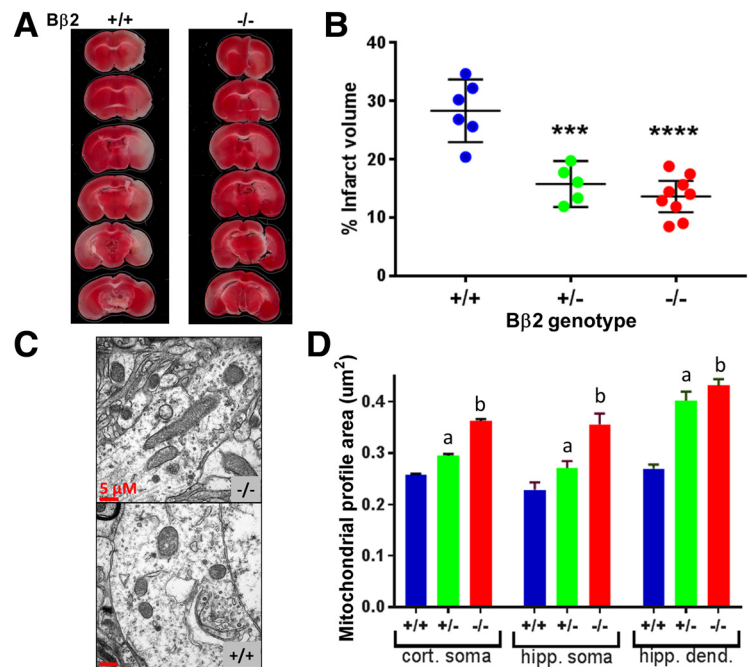 A
Bβ2 +/+ -/-
B
40
30
20
10
0
% Infarct volume
*** ****
+/+ +/- -/-
Bβ2 genotype
C
5 µM
-/-
+/+
D
Mitochondrial profile area (um²)
0.4
0.3
0.2
0.1
0.0
a b a b a b
+/+ +/- -/- +/+ +/- -/- +/+ +/- -/-
cort. soma hipp. soma hipp. dend.